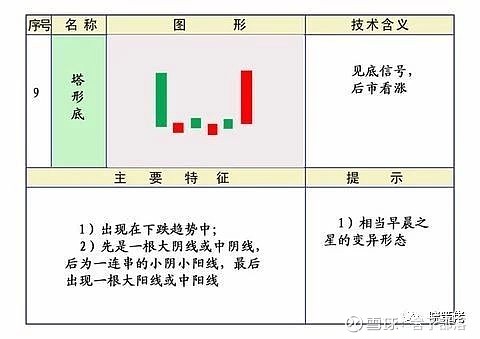 序号 名 称 图 形 技术含义
9
塔
形
底
见底信号,
后市看涨
主 要 特 征 提 示
1）出现在下跌趋势中;
2）先是一根大阴线或中阴线,
后为一连串的小阴小阳线, 最后
出现一根大阳线或中阳线
1）相当早晨之
星的变异形态